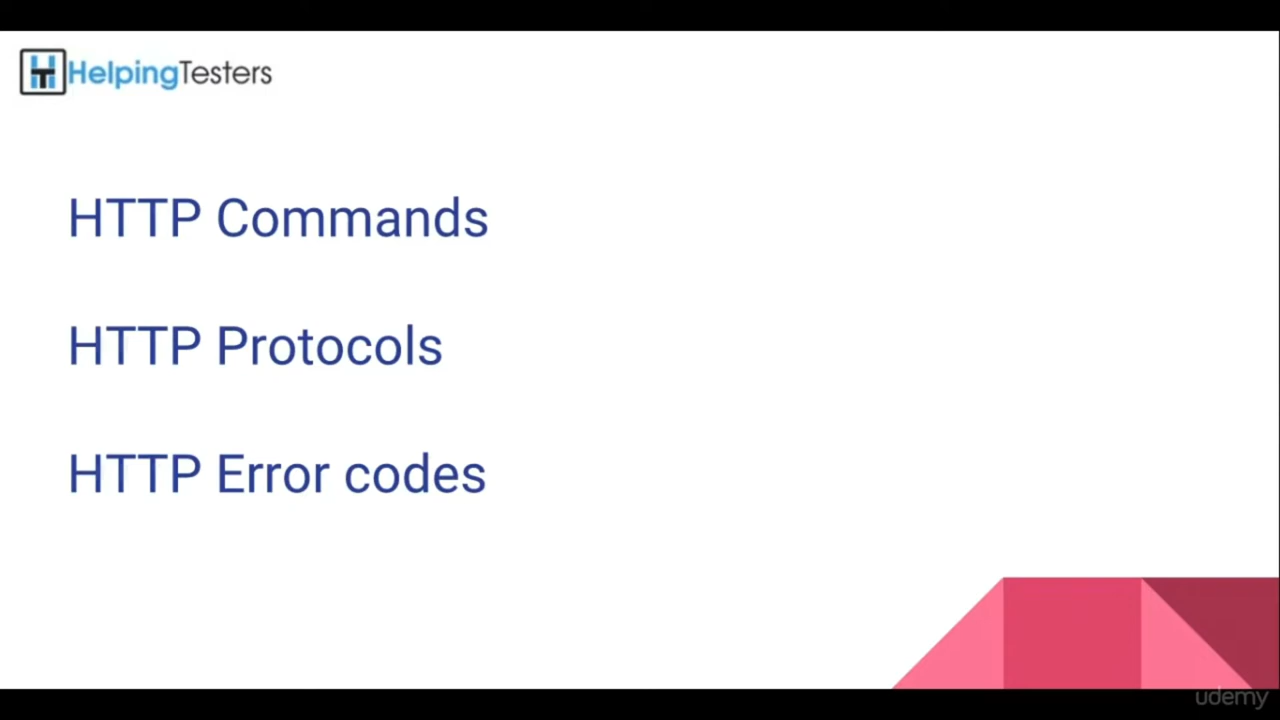 HelpingTesters
HTTP Commands
HTTP Protocols
HTTP Error codes
udemy